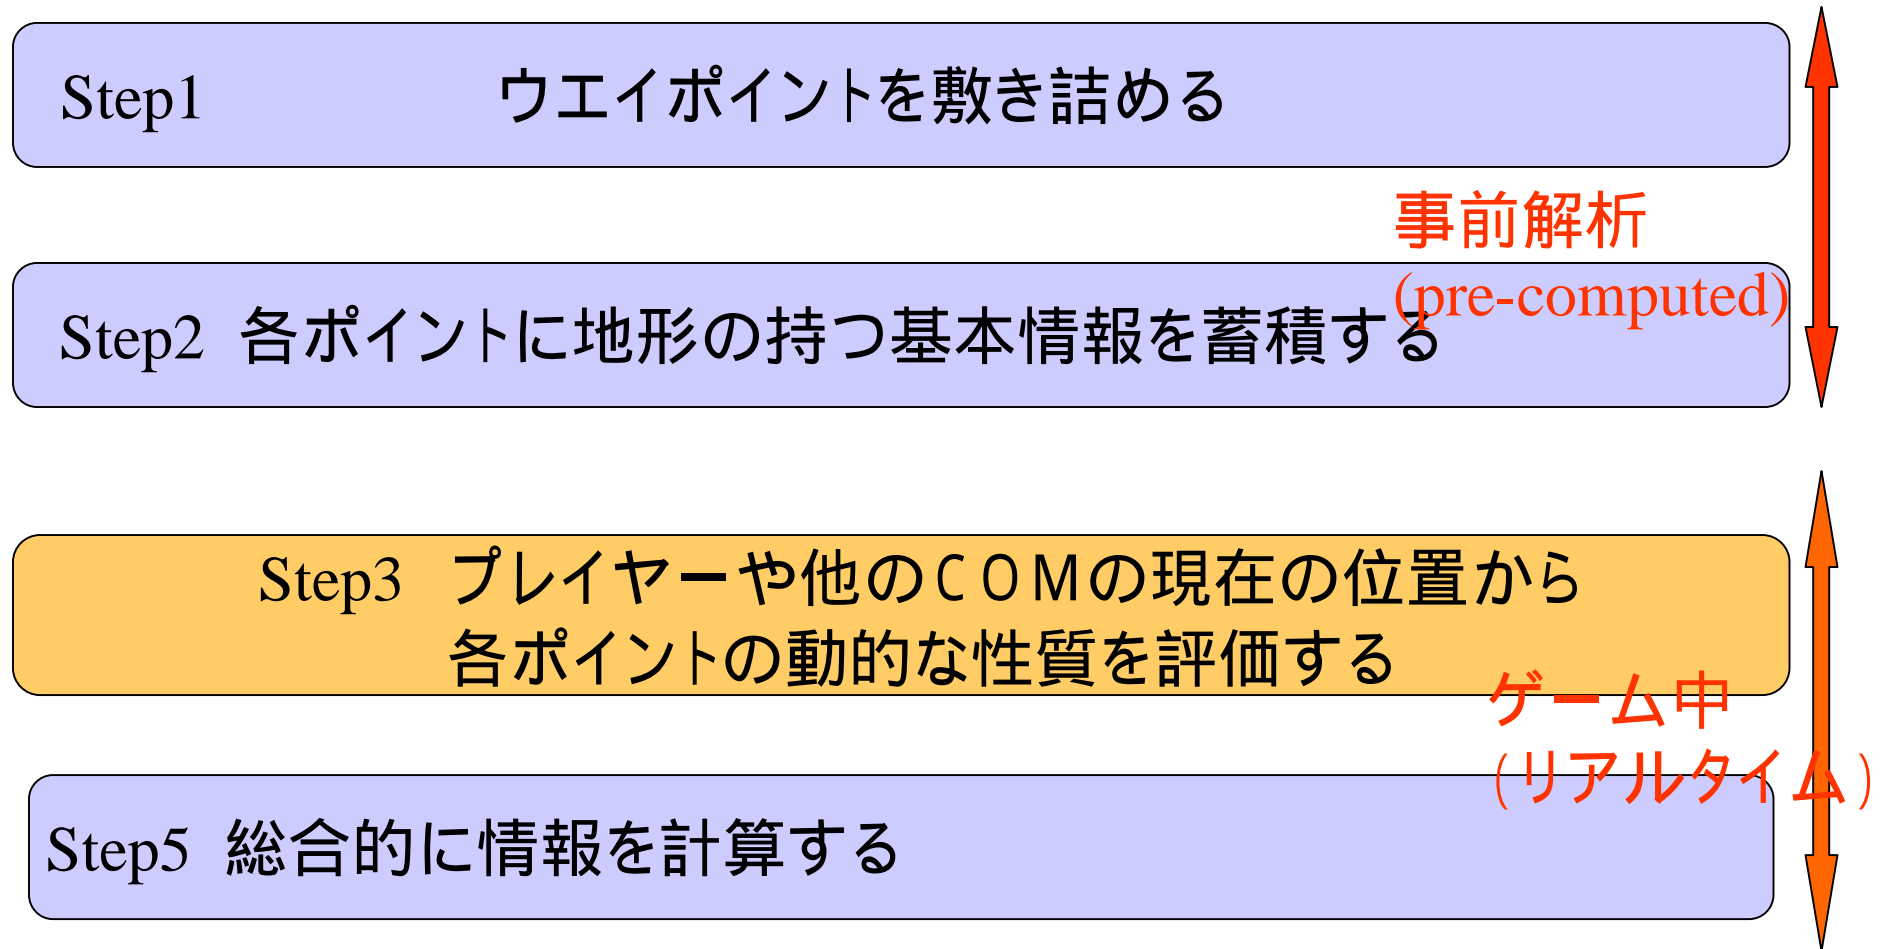 Step1 ウエイポイントを敷き詰める
事前解析
(pre-computed)
Step2 各ポイントに地形の持つ基本情報を蓄積する
Step3 プレイヤーや他のCOMの現在の位置から
各ポイントの動的な性質を評価する
ゲーム中
(リアルタイム)
Step5 総合的に情報を計算する